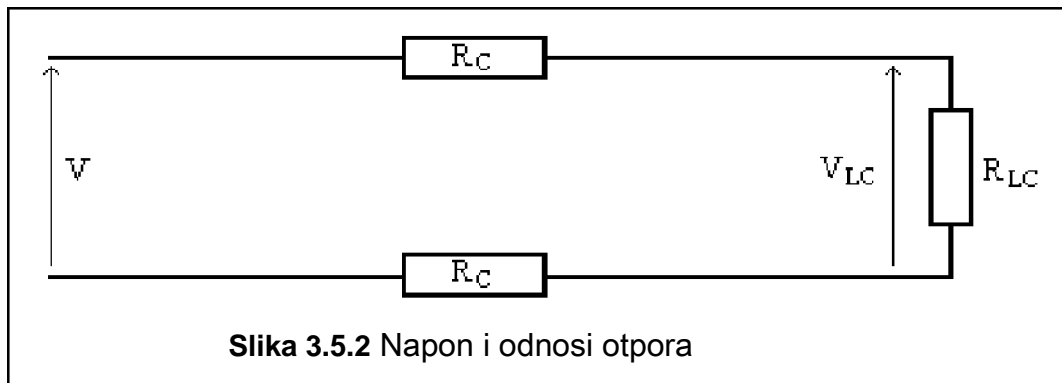 R_C
V
V_LC
R_LC
R_C
Slika 3.5.2 Napon i odnosi otpora